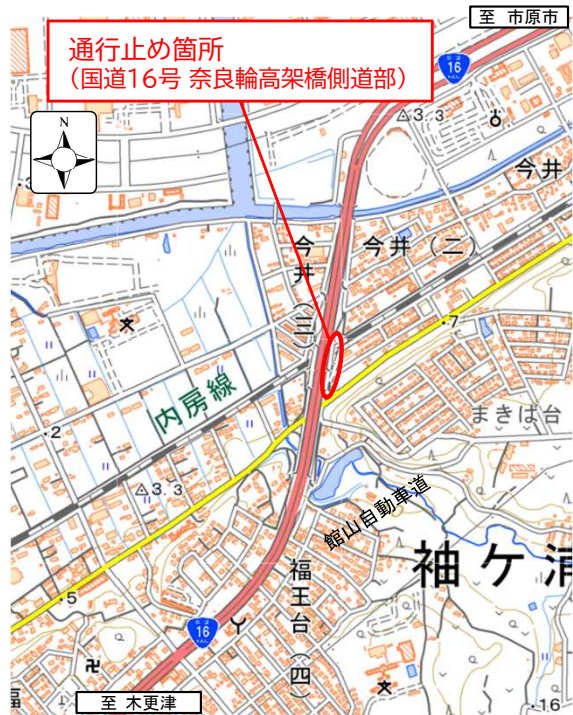 至 市原市
通行止め箇所
(国道16号 奈良輪高架橋側道部)
16
3.3
N
今井
今井(二)
今井(三)
7
内房線
まきば台
2
3.3
館山自動車道
袖ケ浦
5
福王台(四)
16
至 木更津
16